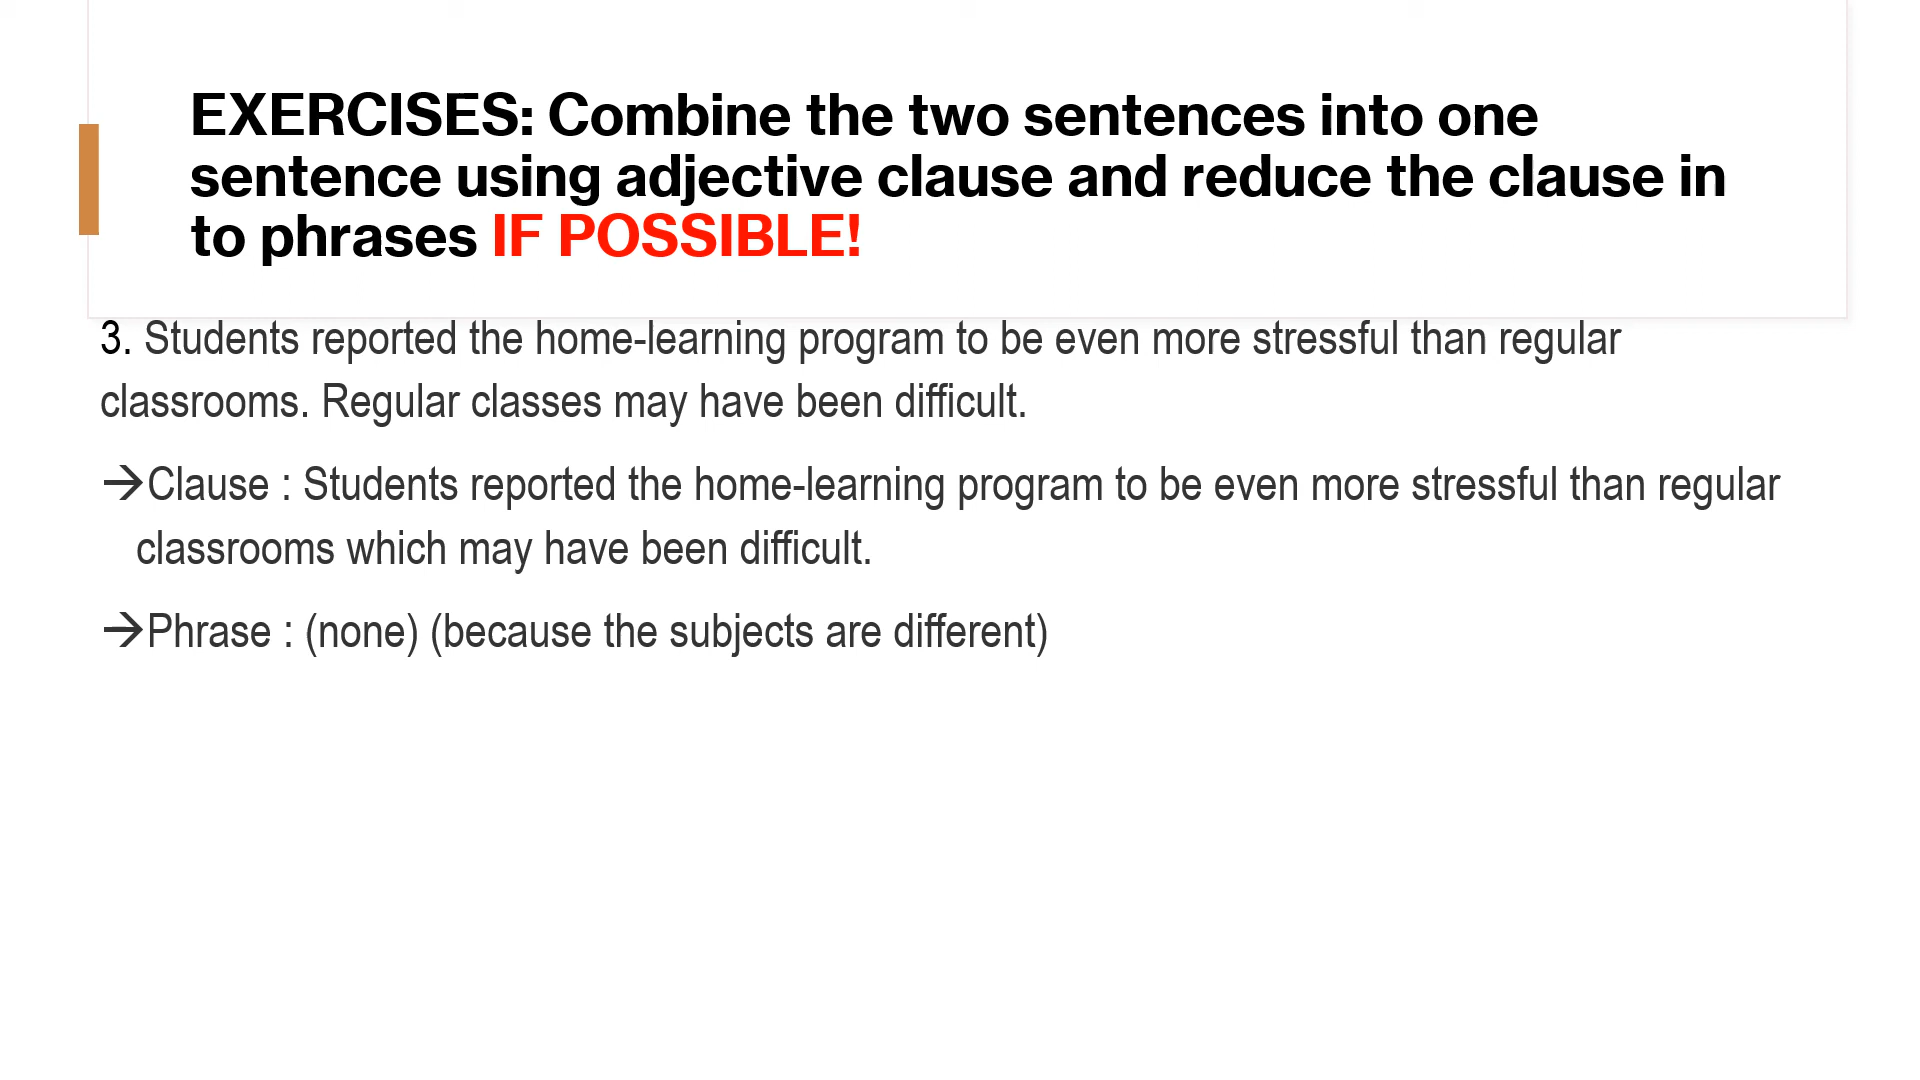 EXERCISES: Combine the two sentences into one
sentence using adjective clause and reduce the clause in
to phrases IF POSSIBLE!
3. Students reported the home-learning program to be even more stressful than regular
classrooms. Regular classes may have been difficult.
→Clause : Students reported the home-learning program to be even more stressful than regular
classrooms which may have been difficult.
→Phrase : (none) (because the subjects are different)